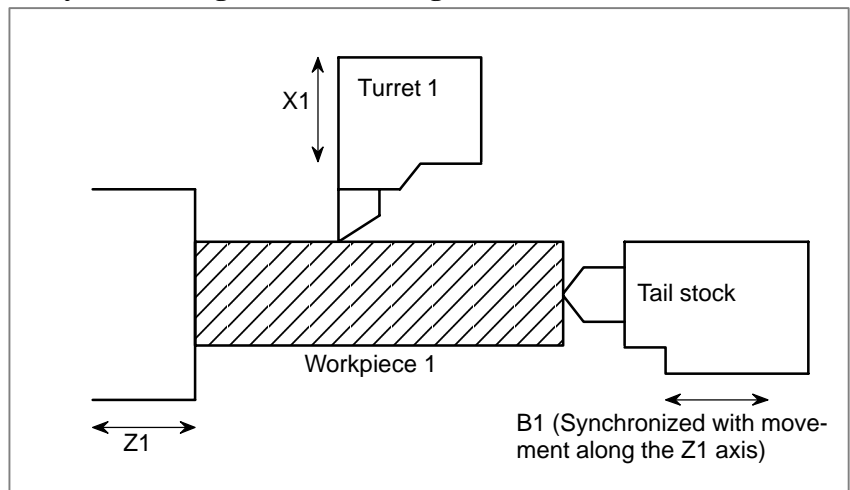 Turret 1
X1
Tail stock
Workpiece 1
Z1
B1 (Synchronized with move-
ment along the Z1 axis)